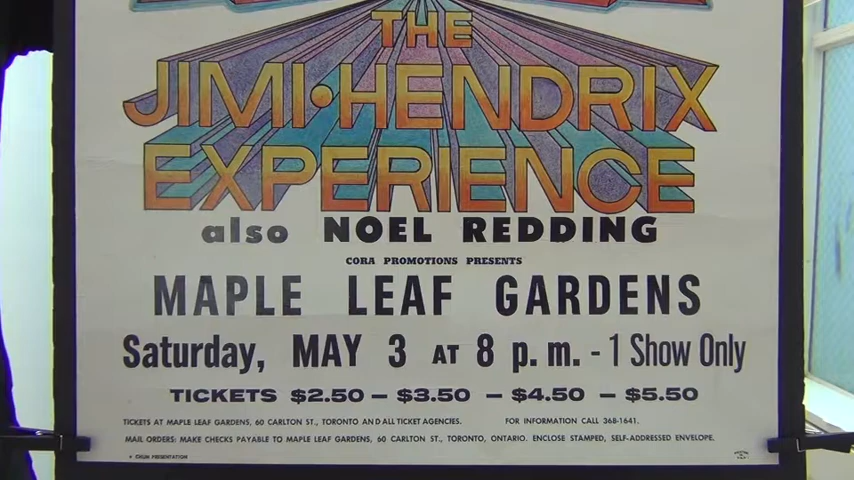 THE
JIMI•HENDRIX
EXPERIENCE
also NOEL REDDING
CORA PROMOTIONS PRESENTS
MAPLE LEAF GARDENS
Saturday, MAY 3 AT 8 p. m. - 1 Show Only
TICKETS $2.50 — $3.50 — $4.50 — $5.50
TICKETS AT MAPLE LEAF GARDENS, 60 CARLTON ST., TORONTO AND ALL TICKET AGENCIES. FOR INFORMATION CALL 368-1641.
MAIL ORDERS: MAKE CHECKS PAYABLE TO MAPLE LEAF GARDENS, 60 CARLTON ST., TORONTO, ONTARIO. ENCLOSE STAMPED, SELF-ADDRESSED ENVELOPE.
PRESENTATION